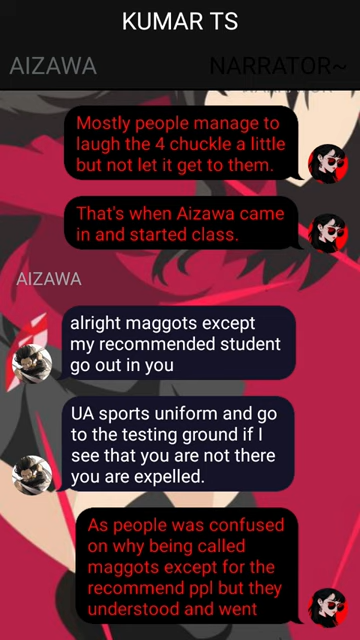 KUMAR TS
AIZAWA
NARRATOR~
Mostly people manage to
laugh the 4 chuckle a little
but not let it get to them.
That's when Aizawa came
in and started class.
AIZAWA
alright maggots except
my recommended student
go out in you
UA sports uniform and go
to the testing ground if I
see that you are not there
you are expelled.
As people was confused
on why being called
maggots except for the
recommend ppl but they
understood and went